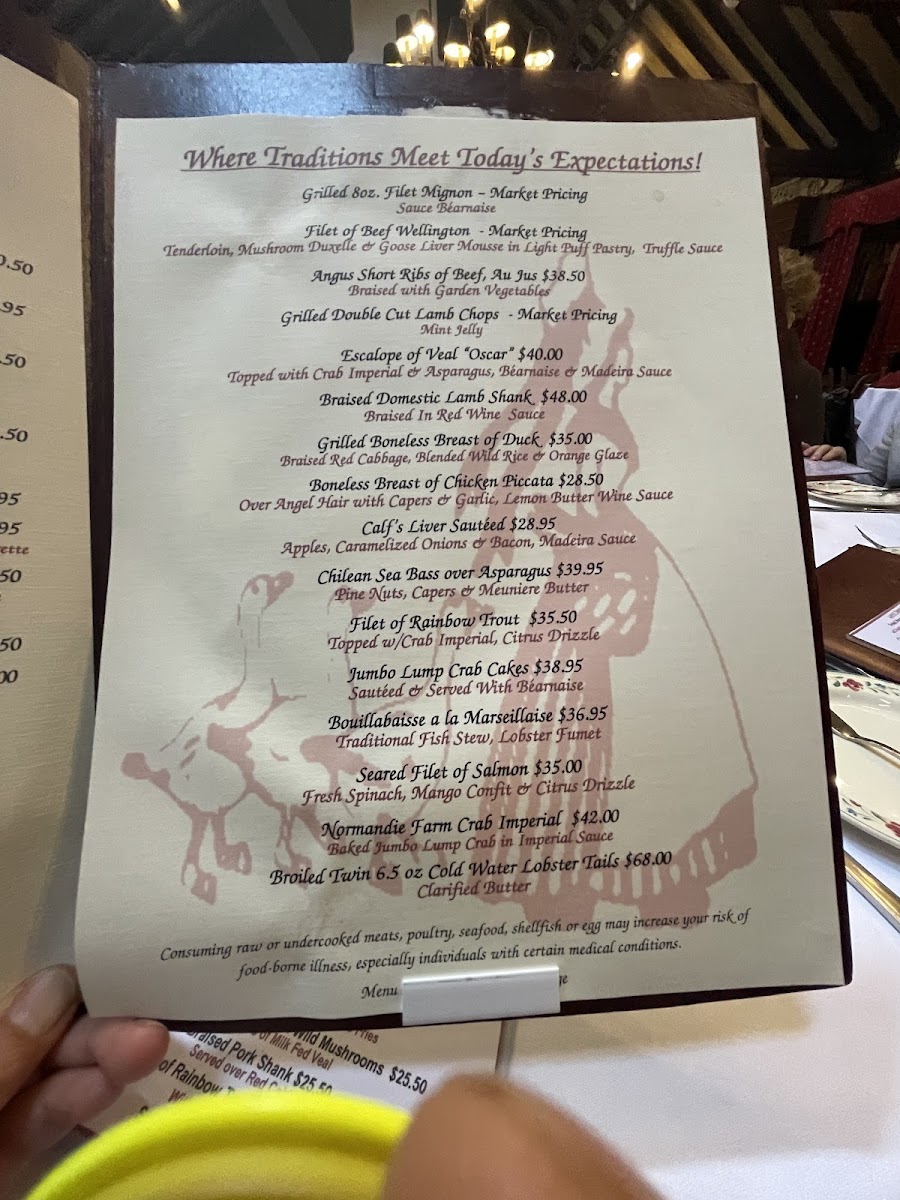 Where Traditions Meet Today's Expectations!
Grilled 8oz. Filet Mignon – Market Pricing
Sauce Béarnaise
Filet of Beef Wellington - Market Pricing
Tenderloin, Mushroom Duxelle & Goose Liver Mousse in Light Puff Pastry, Truffle Sauce
Angus Short Ribs of Beef, Au Jus $38.50
Braised with Garden Vegetables
Grilled Double Cut Lamb Chops - Market Pricing
Mint Jelly
Escalope of Veal "Oscar" $40.00
Topped with Crab Imperial & Asparagus, Béarnaise & Madeira Sauce
Braised Domestic Lamb Shank $48.00
Braised In Red Wine Sauce
Grilled Boneless Breast of Duck $35.00
Braised Red Cabbage, Blended Wild Rice & Orange Glaze
Boneless Breast of Chicken Piccata $28.50
Over Angel Hair with Capers & Garlic, Lemon Butter Wine Sauce
Calf's Liver Sautéed $28.95
Apples, Caramelized Onions & Bacon, Madeira Sauce
Chilean Sea Bass over Asparagus $39.95
Pine Nuts, Capers & Meuniere Butter
Filet of Rainbow Trout $35.50
Topped w/Crab Imperial, Citrus Drizzle
Jumbo Lump Crab Cakes $38.95
Sautéed & Served With Béarnaise
Bouillabaisse a la Marseillaise $36.95
Traditional Fish Stew, Lobster Fumet
Seared Filet of Salmon $35.00
Fresh Spinach, Mango Confit & Citrus Drizzle
Normandie Farm Crab Imperial $42.00
Baked Jumbo Lump Crab in Imperial Sauce
Broiled Twin 6.5 oz Cold Water Lobster Tails $68.00
Clarified Butter
Consuming raw or undercooked meats, poultry, seafood, shellfish or egg may increase your risk of
food-borne illness, especially individuals with certain medical conditions.
Menu
Wild Mushrooms $25.50
of Milk Fed Veal
Braised Pork Shank $25.50
Served over Red
of Rainbow
0.50
.95
.50
.50
95
95
ette
50
50
00